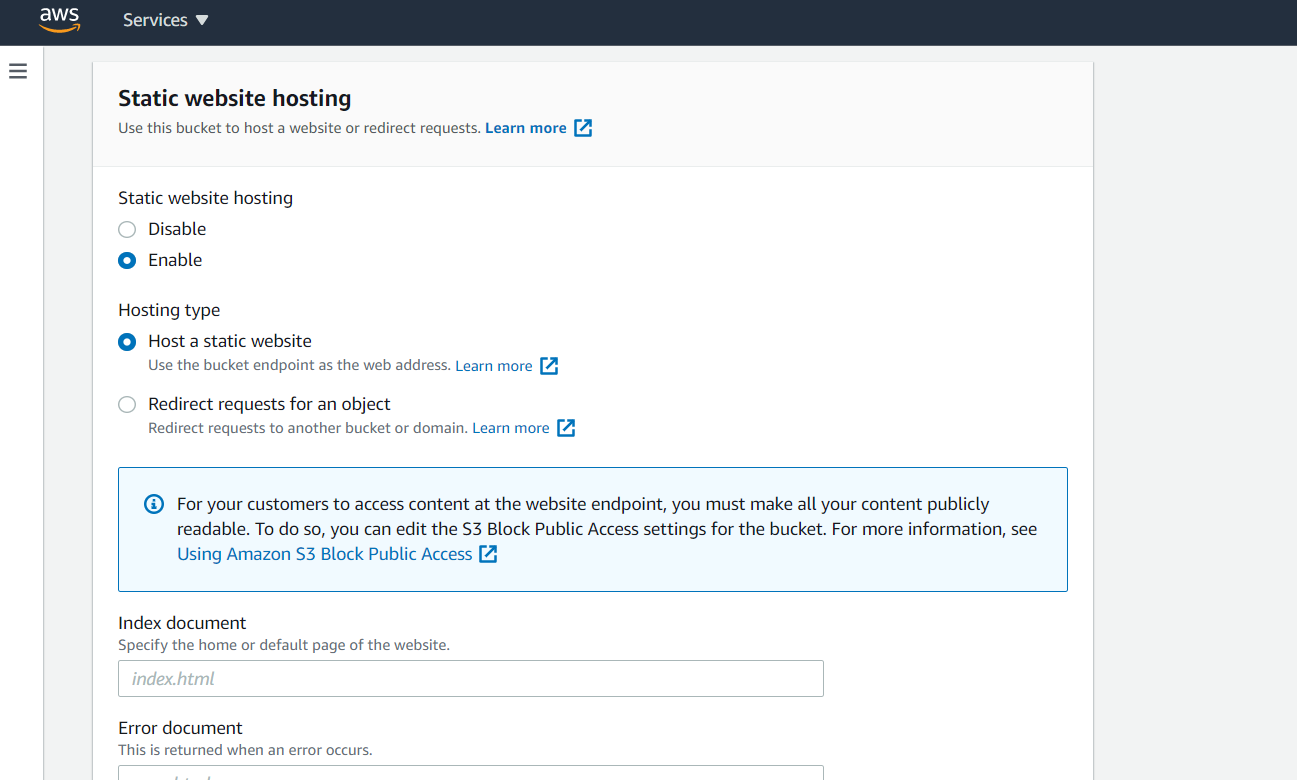 aws Services
Static website hosting
Use this bucket to host a website or redirect requests. Learn more
Static website hosting
Disable
Enable
Hosting type
Host a static website
Use the bucket endpoint as the web address. Learn more
Redirect requests for an object
Redirect requests to another bucket or domain. Learn more
For your customers to access content at the website endpoint, you must make all your content publicly
readable. To do so, you can edit the S3 Block Public Access settings for the bucket. For more information, see
Using Amazon S3 Block Public Access
Index document
Specify the home or default page of the website.
index.html
Error document
This is returned when an error occurs.